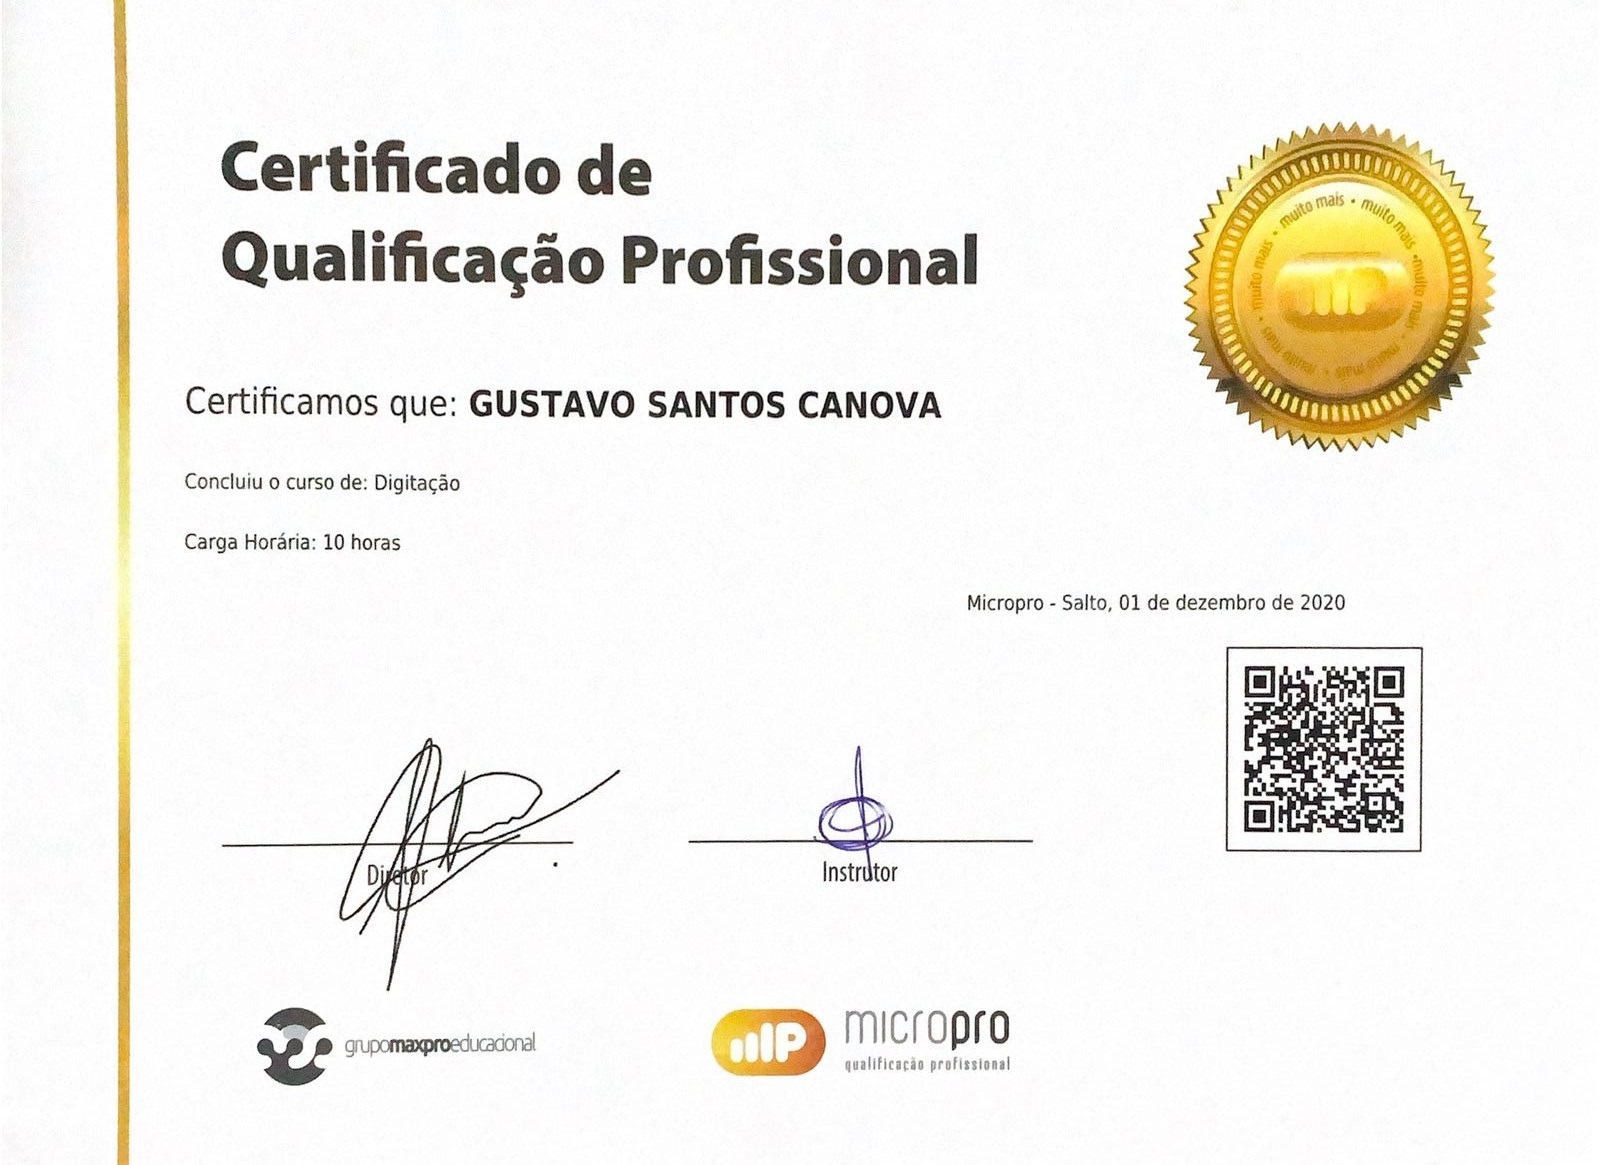 Certificado de
Qualificação Profissional
muito mais • muito mais • muito mais • muito mais • muito mais • muito mais •
Certificamos que: GUSTAVO SANTOS CANOVA
Concluiu o curso de: Digitação
Carga Horária: 10 horas
Micropro - Salto, 01 de dezembro de 2020
Diretor
Instrutor
grupomaxproeducacional
P micropro
qualificação profissional